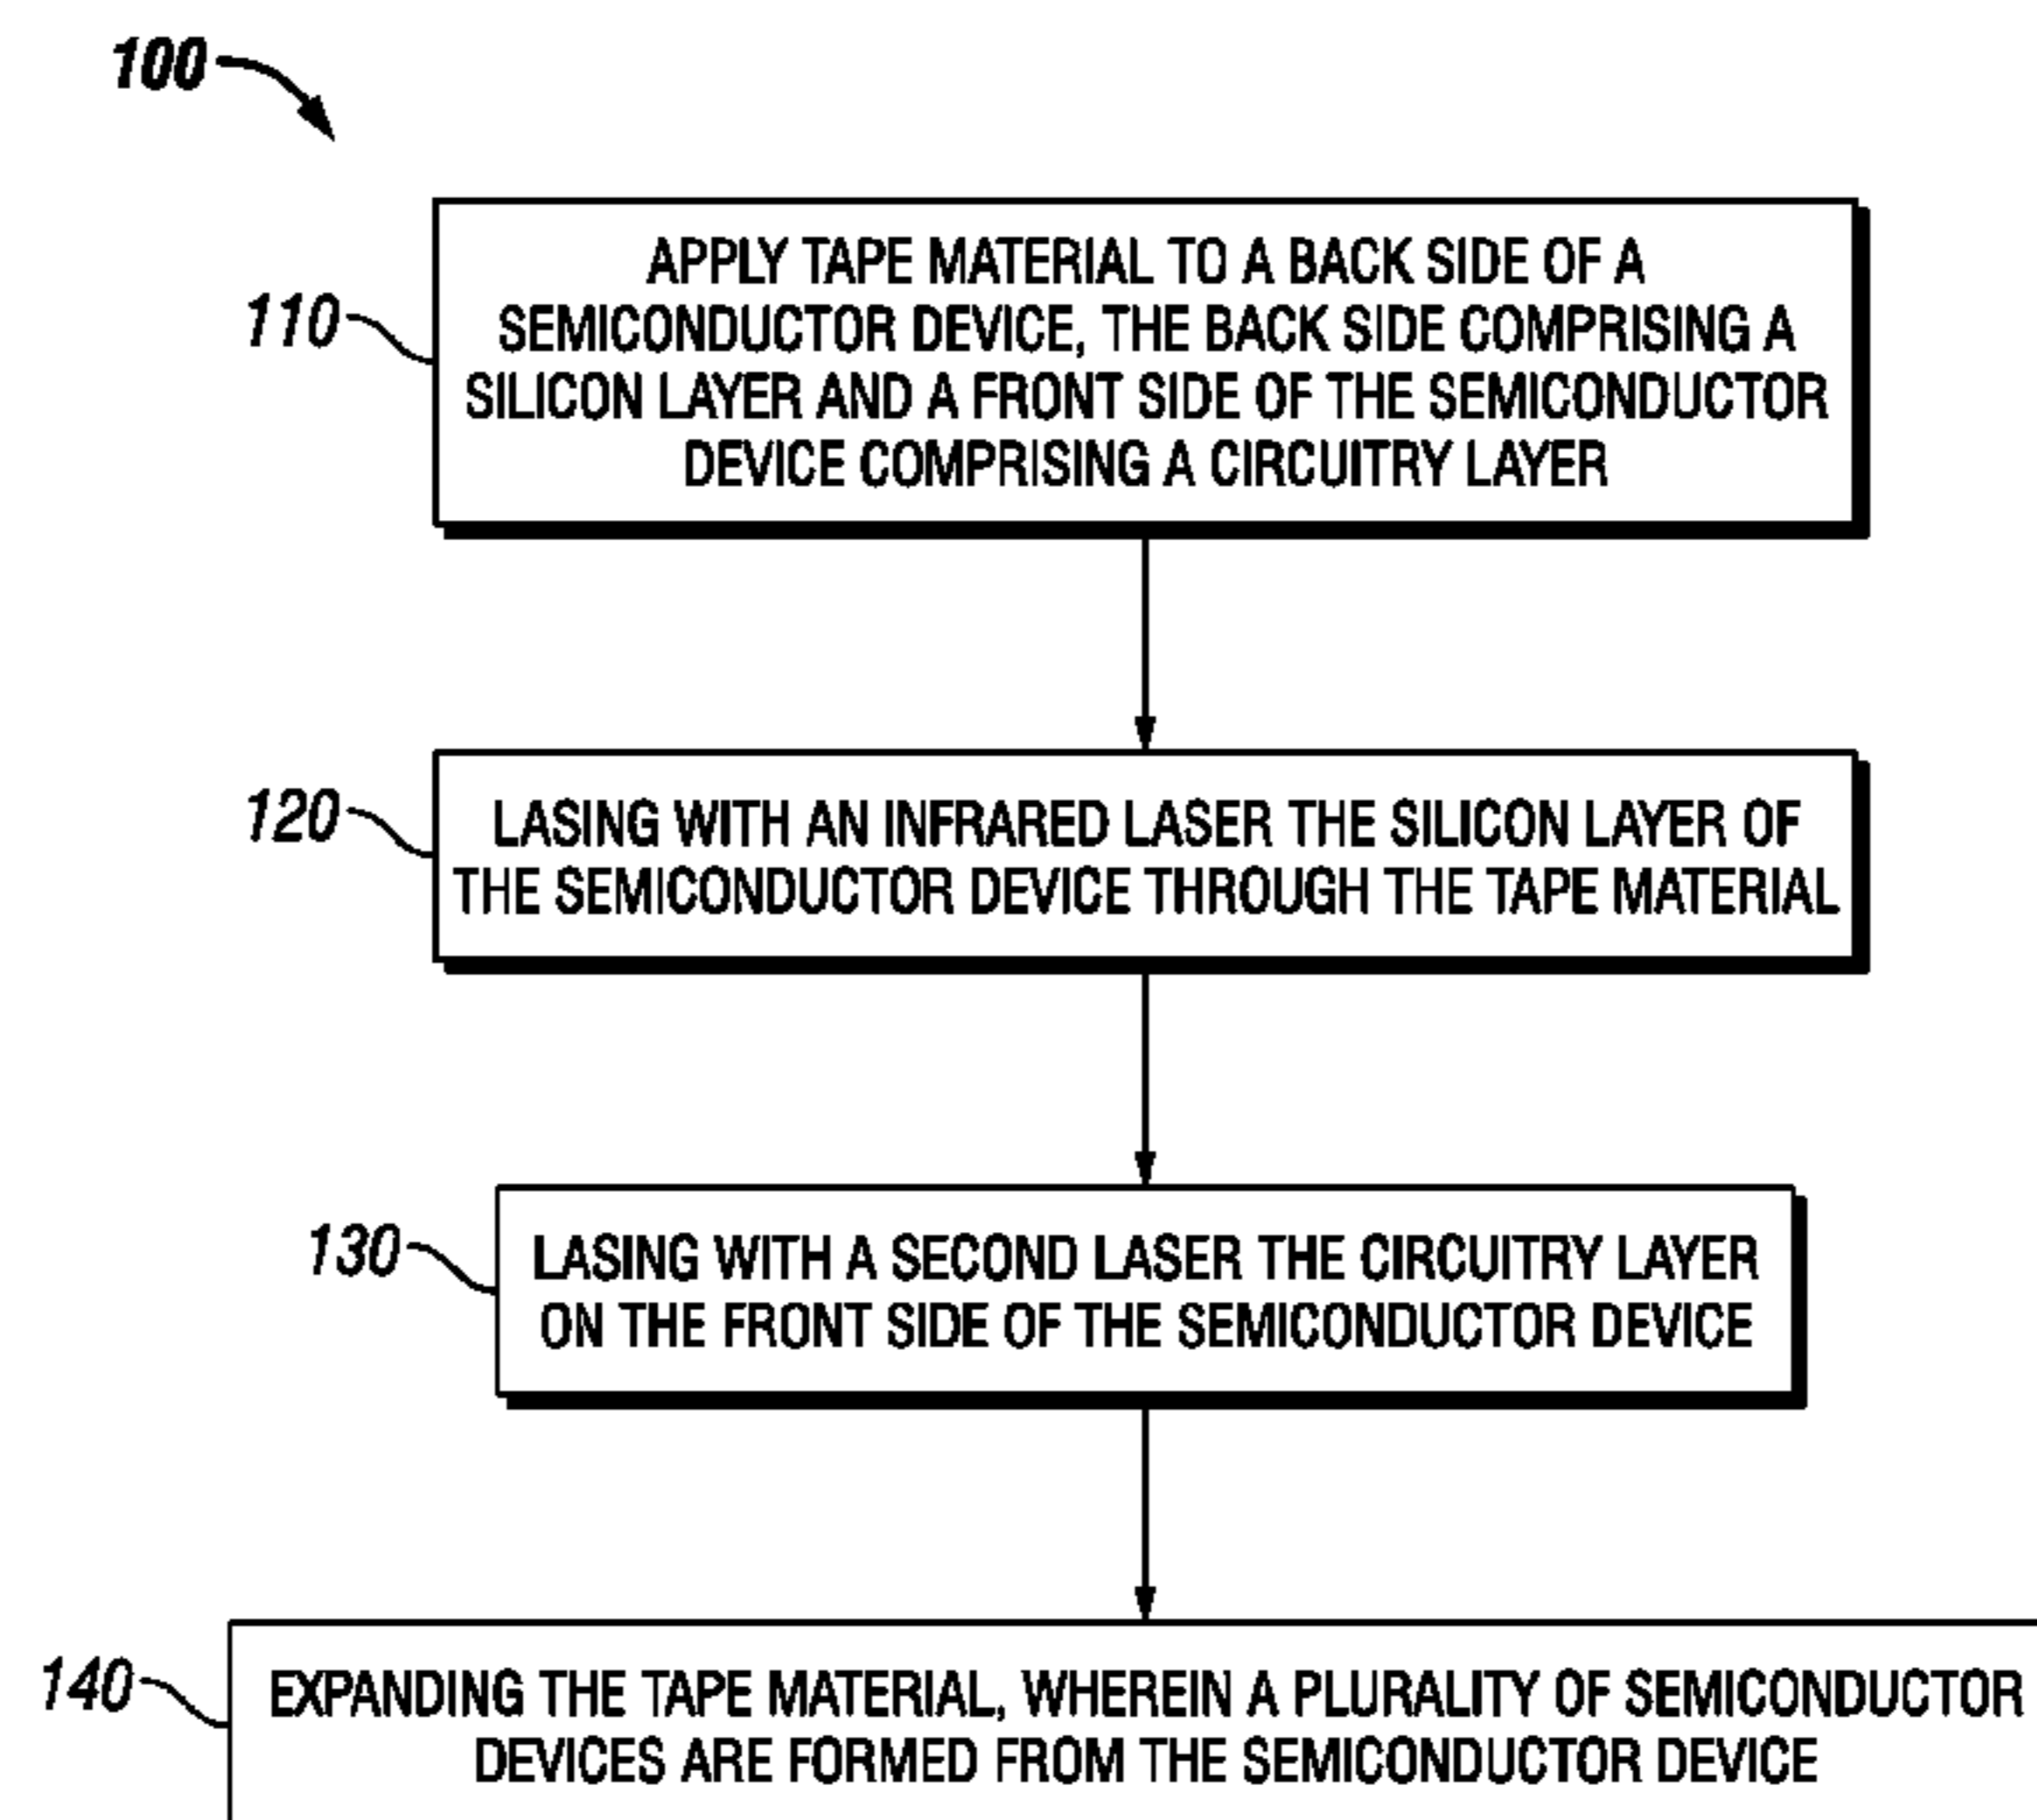 100
110
APPLY TAPE MATERIAL TO A BACK SIDE OF A
SEMICONDUCTOR DEVICE, THE BACK SIDE COMPRISING A
SILICON LAYER AND A FRONT SIDE OF THE SEMICONDUCTOR
DEVICE COMPRISING A CIRCUITRY LAYER
120
LASING WITH AN INFRARED LASER THE SILICON LAYER OF
THE SEMICONDUCTOR DEVICE THROUGH THE TAPE MATERIAL
130
LASING WITH A SECOND LASER THE CIRCUITRY LAYER
ON THE FRONT SIDE OF THE SEMICONDUCTOR DEVICE
140
EXPANDING THE TAPE MATERIAL, WHEREIN A PLURALITY OF SEMICONDUCTOR
DEVICES ARE FORMED FROM THE SEMICONDUCTOR DEVICE